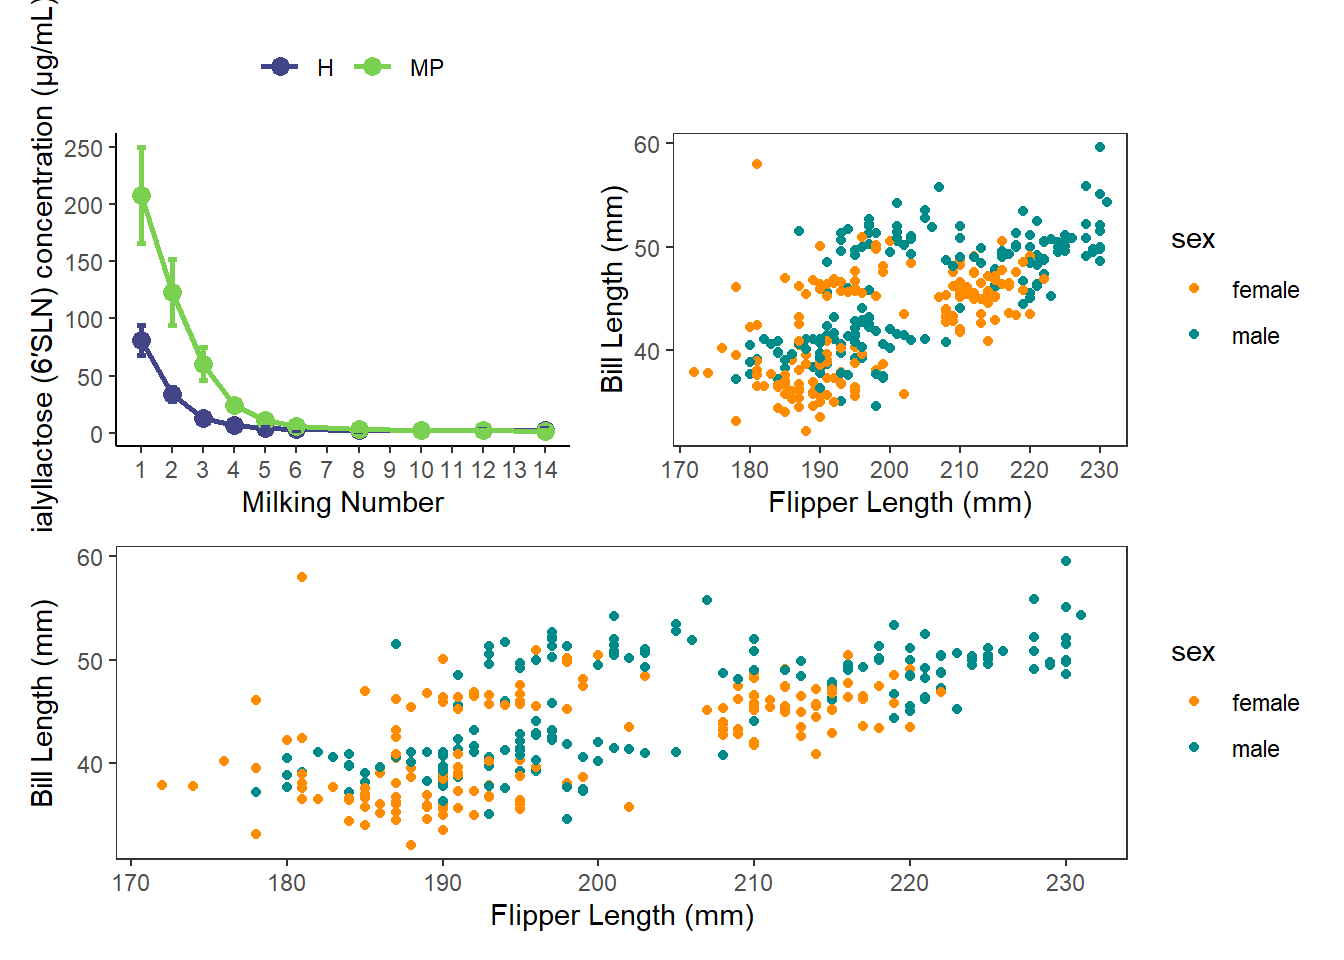 H MP
ialyllactose (6'SLN) concentration (µg/mL)
250
200
150
100
50
0
1 2 3 4 5 6 7 8 9 10 11 12 13 14
Milking Number
Bill Length (mm)
60
50
40
170 180 190 200 210 220 230
Flipper Length (mm)
sex
female
male
Bill Length (mm)
60
50
40
170 180 190 200 210 220 230
Flipper Length (mm)
sex
female
male